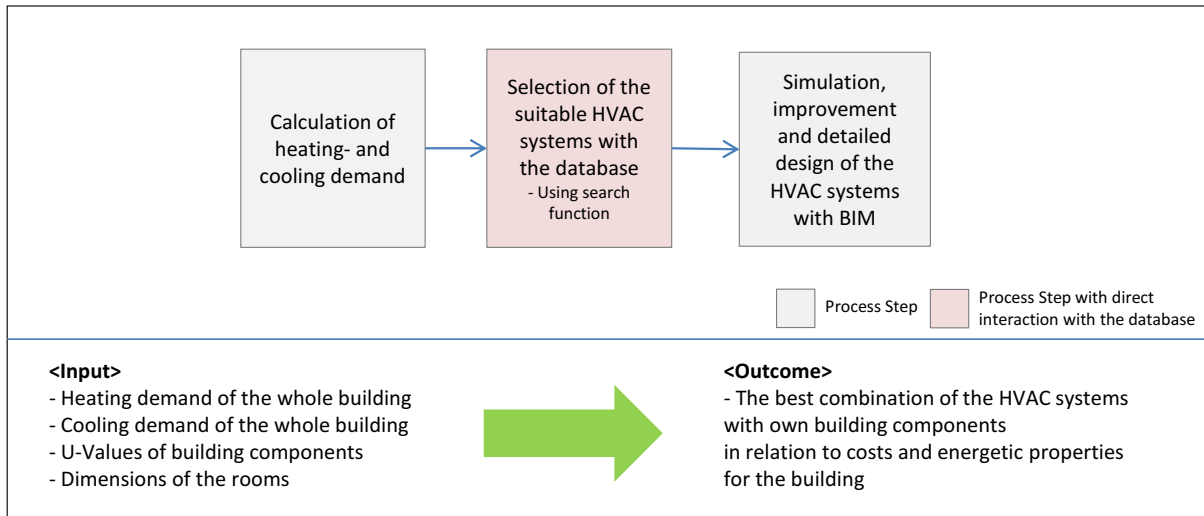 Calculation of
heating- and
cooling demand
Selection of the
suitable HVAC
systems with
the database
- Using search
function
Simulation,
improvement
and detailed
design of the
HVAC systems
with BIM
Process Step
Process Step with direct
interaction with the database
<Input>
- Heating demand of the whole building
- Cooling demand of the whole building
- U-Values of building components
- Dimensions of the rooms
<Outcome>
- The best combination of the HVAC systems
with own building components
in relation to costs and energetic properties
for the building